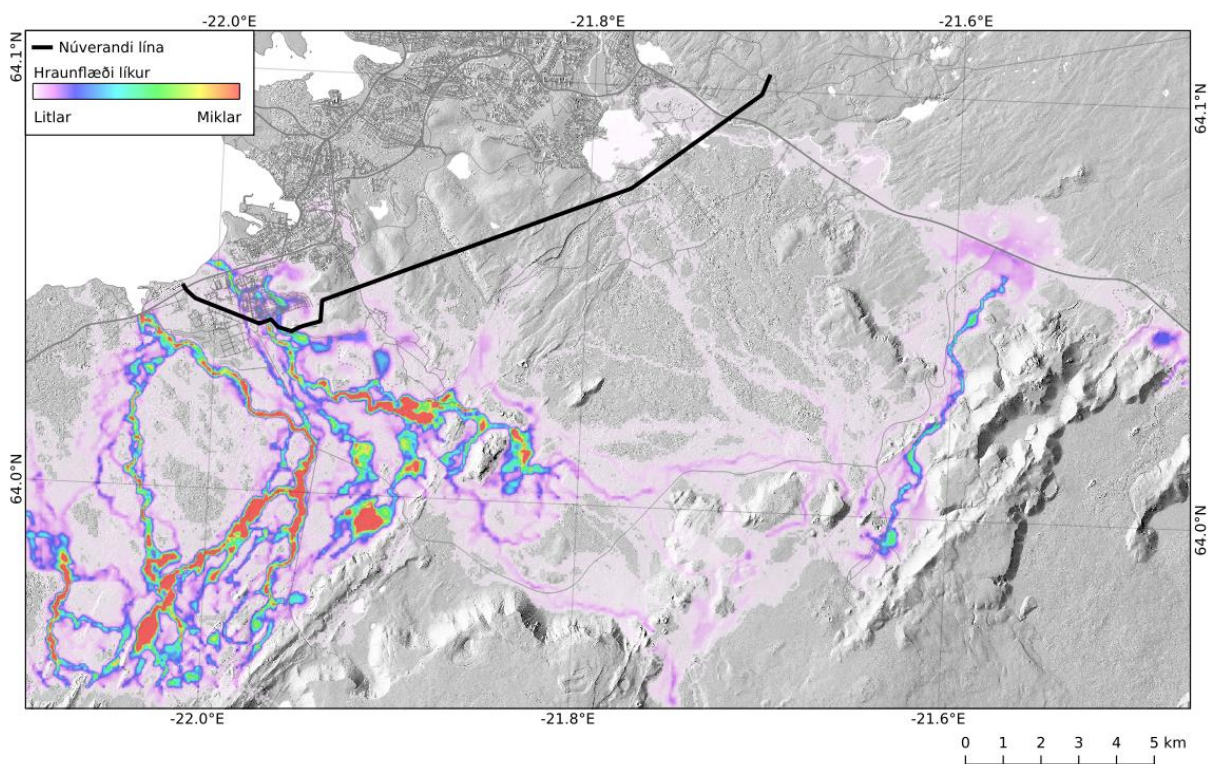 -22.0°E
-21.8°E
-21.6°E
64.1°N
Núverandi lína
Hraunflæði líkur
Litlar Miklar
64.1°N
64.0°N
64.0°N
-22.0°E
-21.8°E
-21.6°E
0 1 2 3 4 5 km